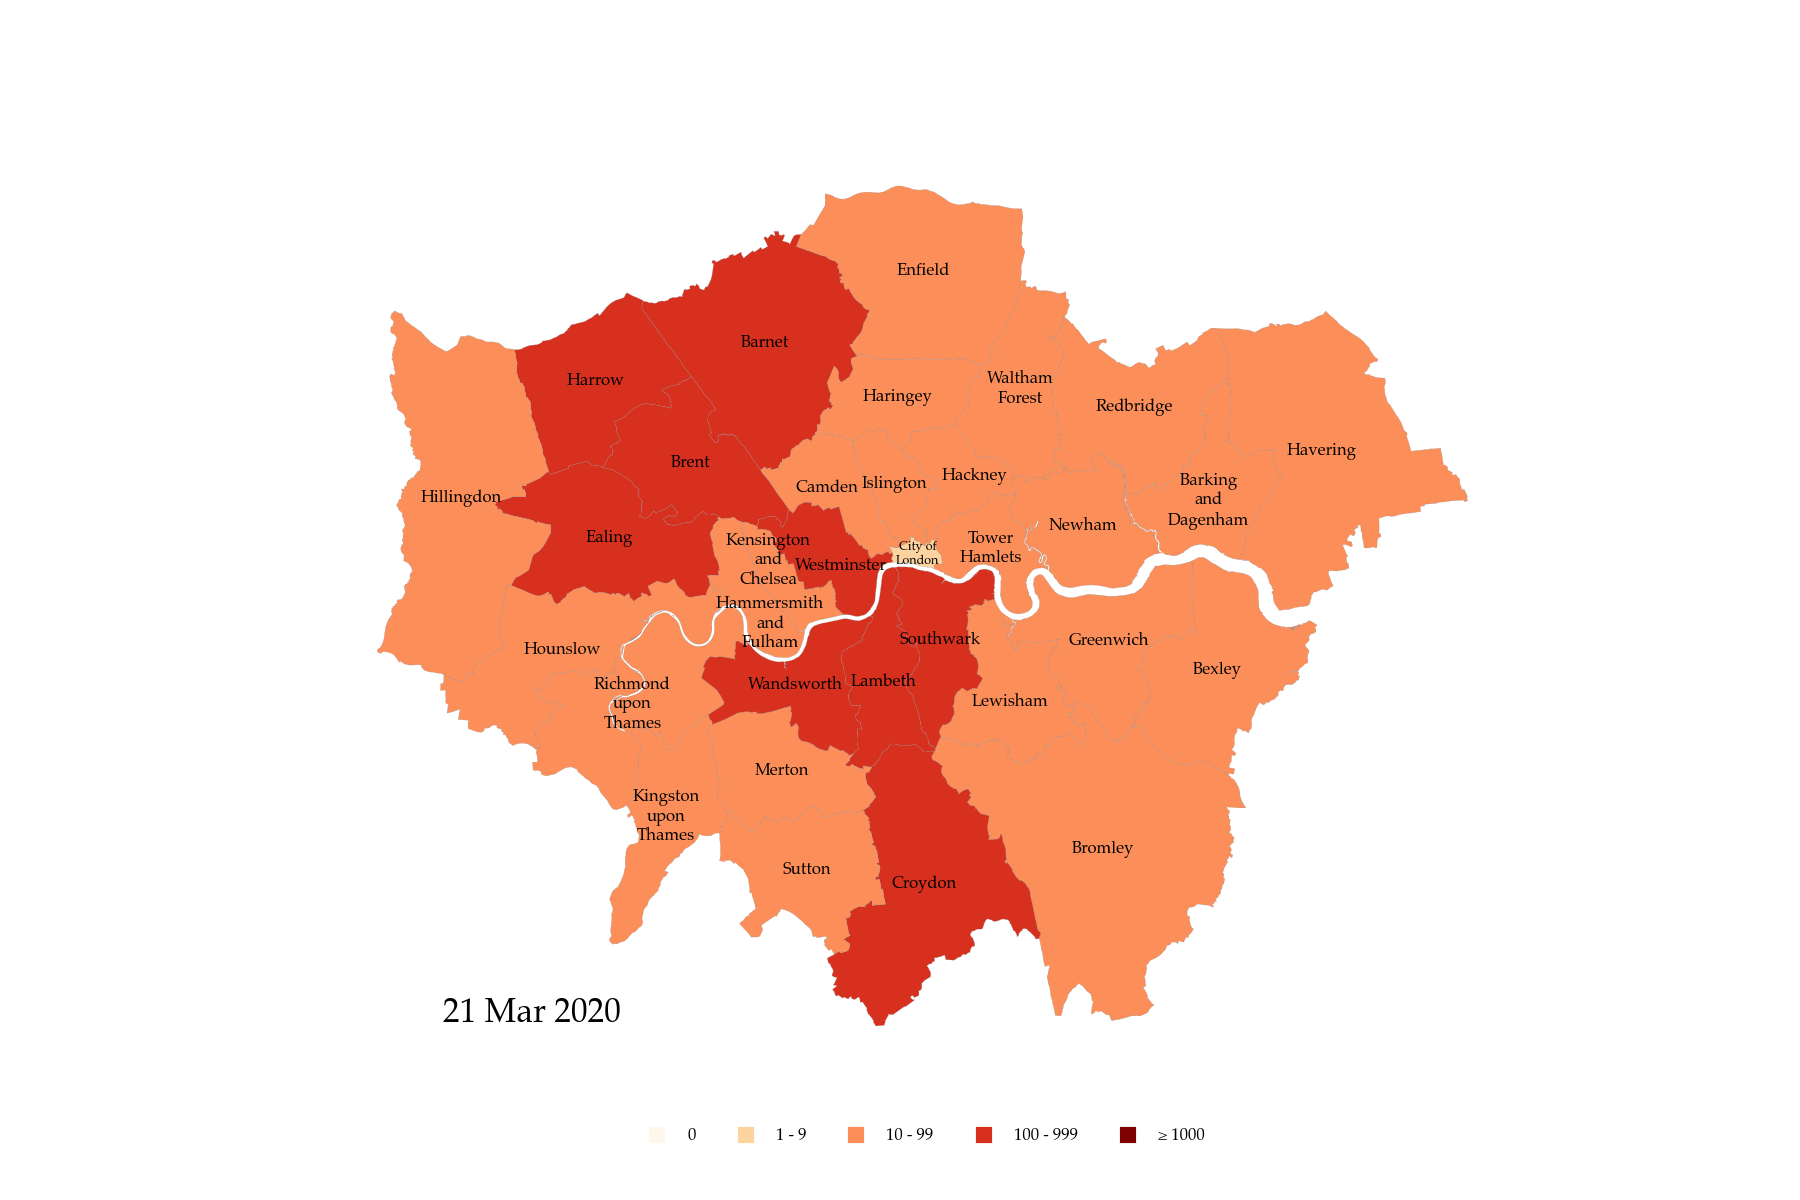 Enfield
Barnet
Harrow
Haringey
Waltham
Forest
Redbridge
Havering
Brent
Hillingdon
Camden
Islington
Hackney
Barking
and
Dagenham
Newham
Ealing
Kensington
and
Chelsea
Westminster
City of
London
Tower
Hamlets
Hammersmith
and
Fulham
Hounslow
Southwark
Greenwich
Bexley
Richmond
upon
Thames
Wandsworth
Lambeth
Lewisham
Merton
Kingston
upon
Thames
Sutton
Croydon
Bromley
21 Mar 2020
0 1 - 9 10 - 99 100 - 999 ≥ 1000